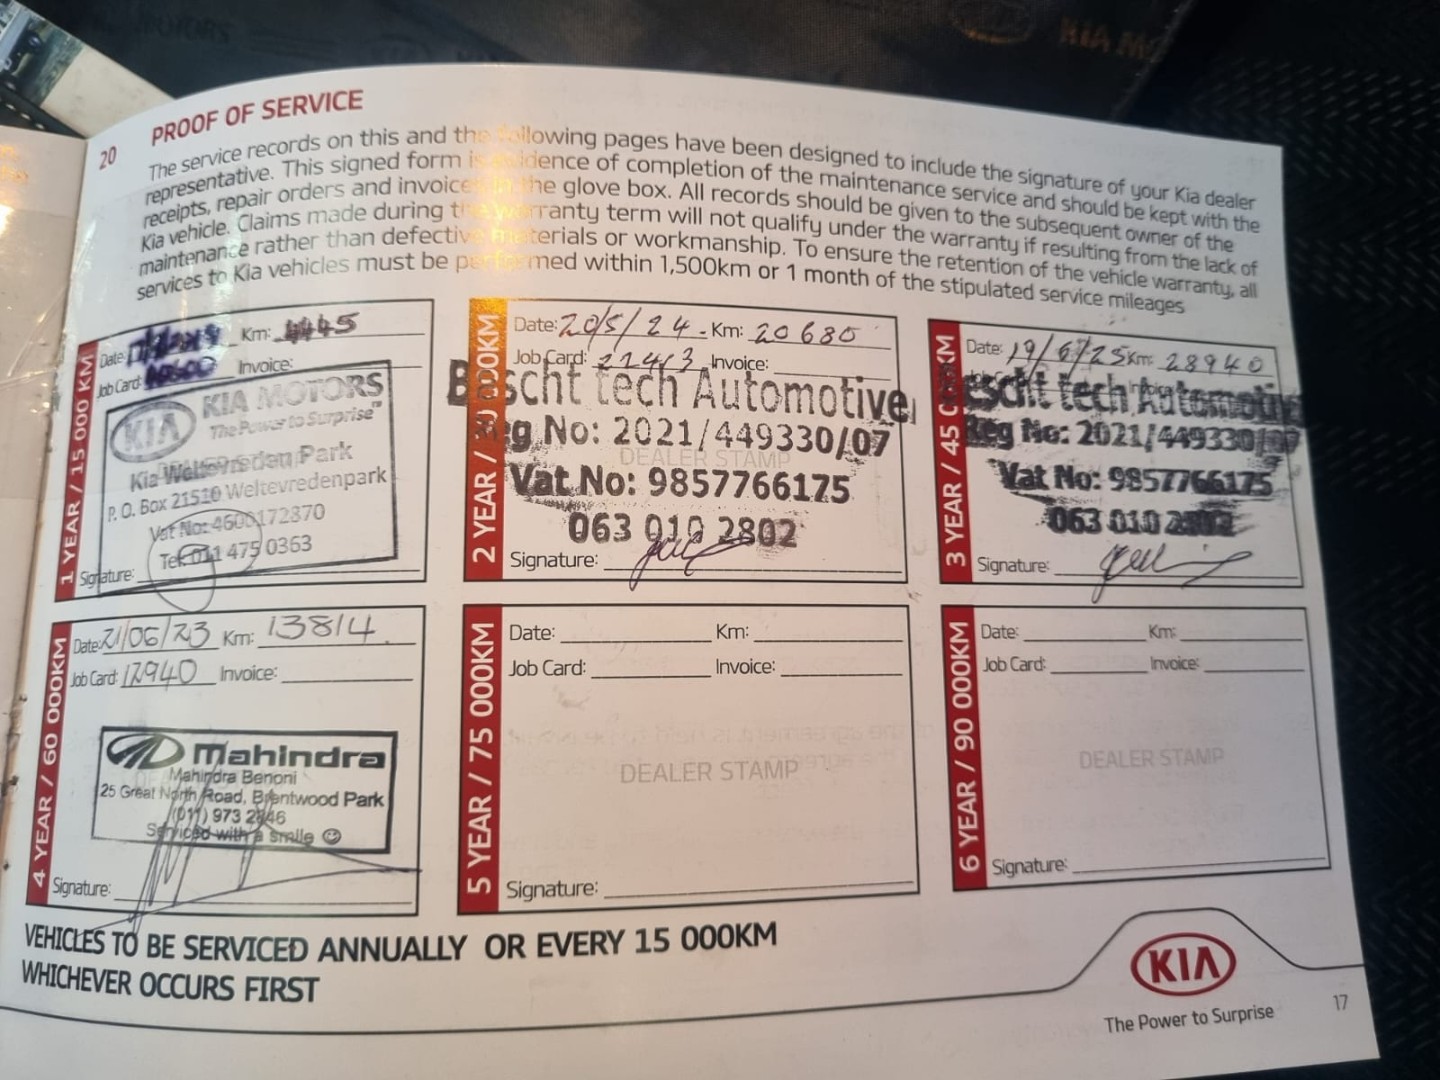 KIA MO
20 PROOF OF SERVICE
The service records on this and the following pages have been designed to include the signature of your Kia dealer
representative. This signed form is evidence of completion of the maintenance service and should be kept with the
receipts, repair orders and invoices in the glove box. All records should be given to the subsequent owner of the
Kia vehicle. Claims made during the warranty term will not qualify under the warranty if resulting from the lack of
maintenance rather than defective materials or workmanship. To ensure the retention of the vehicle warranty, all
services to Kia vehicles must be performed within 1,500km or 1 month of the stipulated service mileages
1 YEAR / 15 000 KM
Date: Km: 4445
Job Card: Invoice:
KIA KIA MOTORS
The Power to Surprise™
Kia Weltevreden Park
P. O. Box 21510 Weltevredenpark
Vat No: 4600172370
Tel: 011 475 0363
Signature:
2 YEAR / 30 000KM
Date: 20/5/24 Km: 20680
Job Card: 22413 Invoice:
Bescht tech Automotive
Reg No: 2021/449330/07
DEALER STAMP
Vat No: 9857766175
063 010 2802
Signature:
3 YEAR / 45 000KM
Date: 19/6/25 Km: 28940
escht tech Automotive
Reg No: 2021/449330/07
Vat No: 9857766175
063 010 2802
Signature:
4 YEAR / 60 000KM
Date: 21/06/23 Km: 13814
Job Card: 12940 Invoice:
Mahindra
Mahindra Benoni
25 Great North Road, Brentwood Park
(011) 973 2846
Serviced with a smile ☺
Signature:
5 YEAR / 75 000KM
Date: Km:
Job Card: Invoice:
DEALER STAMP
Signature:
6 YEAR / 90 000KM
Date: Km:
Job Card: Invoice:
DEALER STAMP
Signature:
VEHICLES TO BE SERVICED ANNUALLY OR EVERY 15 000KM
WHICHEVER OCCURS FIRST
KIA
The Power to Surprise
17